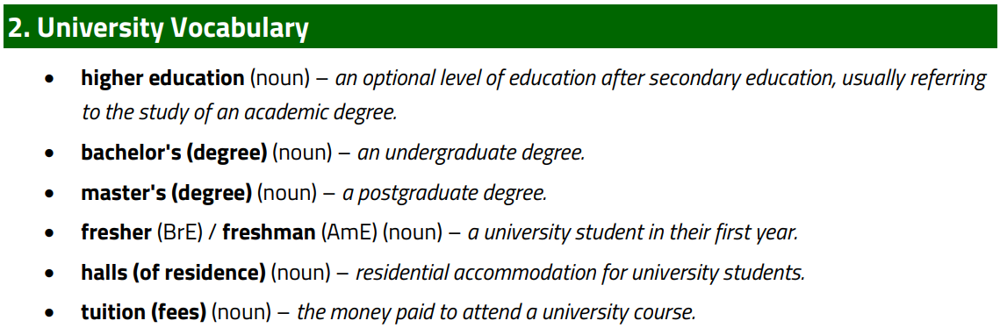 2. University Vocabulary
• higher education (noun) – an optional level of education after secondary education, usually referring
to the study of an academic degree.
• bachelor's (degree) (noun) – an undergraduate degree.
• master's (degree) (noun) – a postgraduate degree.
• fresher (BrE) / freshman (AmE) (noun) – a university student in their first year.
• halls (of residence) (noun) – residential accommodation for university students.
• tuition (fees) (noun) – the money paid to attend a university course.